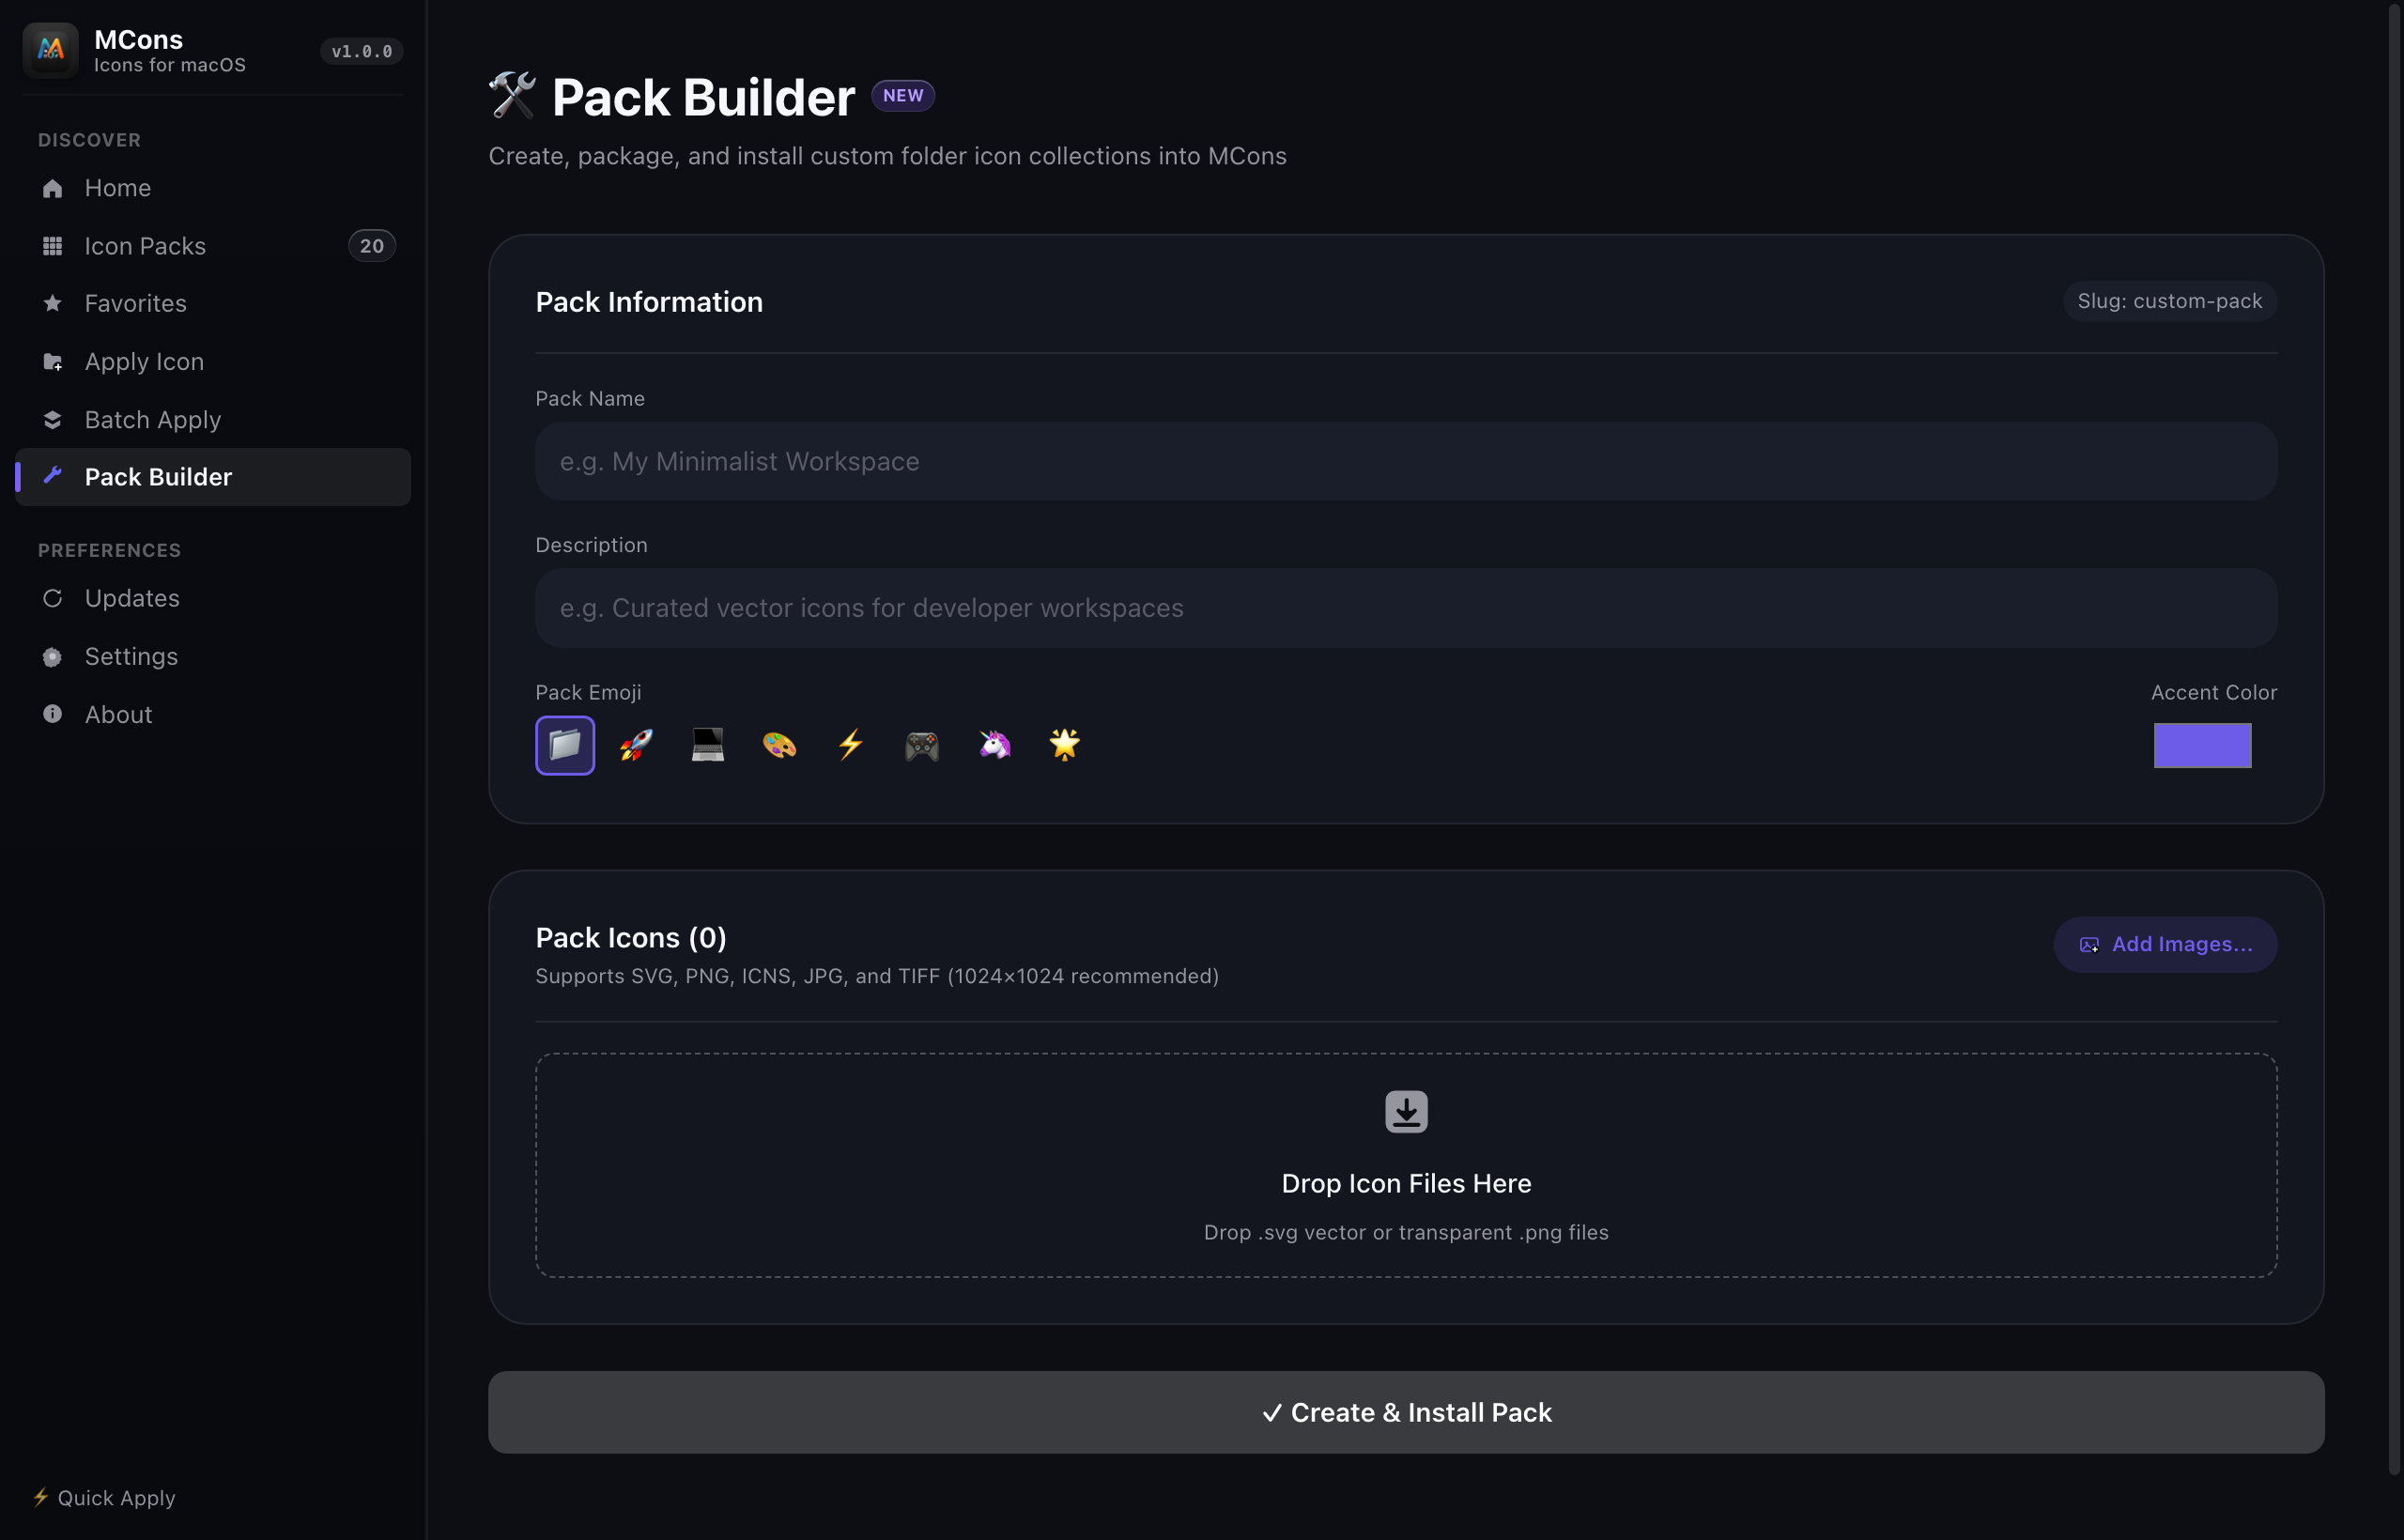 MCons
Icons for macOS
v1.0.0
DISCOVER
Home
Icon Packs
20
Favorites
Apply Icon
Batch Apply
Pack Builder
PREFERENCES
Updates
Settings
About
⚡ Quick Apply
🛠️ Pack Builder
NEW
Create, package, and install custom folder icon collections into MCons
Pack Information
Slug: custom-pack
Pack Name
e.g. My Minimalist Workspace
Description
e.g. Curated vector icons for developer workspaces
Pack Emoji
Accent Color
Pack Icons (0)
Supports SVG, PNG, ICNS, JPG, and TIFF (1024×1024 recommended)
Add Images...
Drop Icon Files Here
Drop .svg vector or transparent .png files
✓ Create & Install Pack